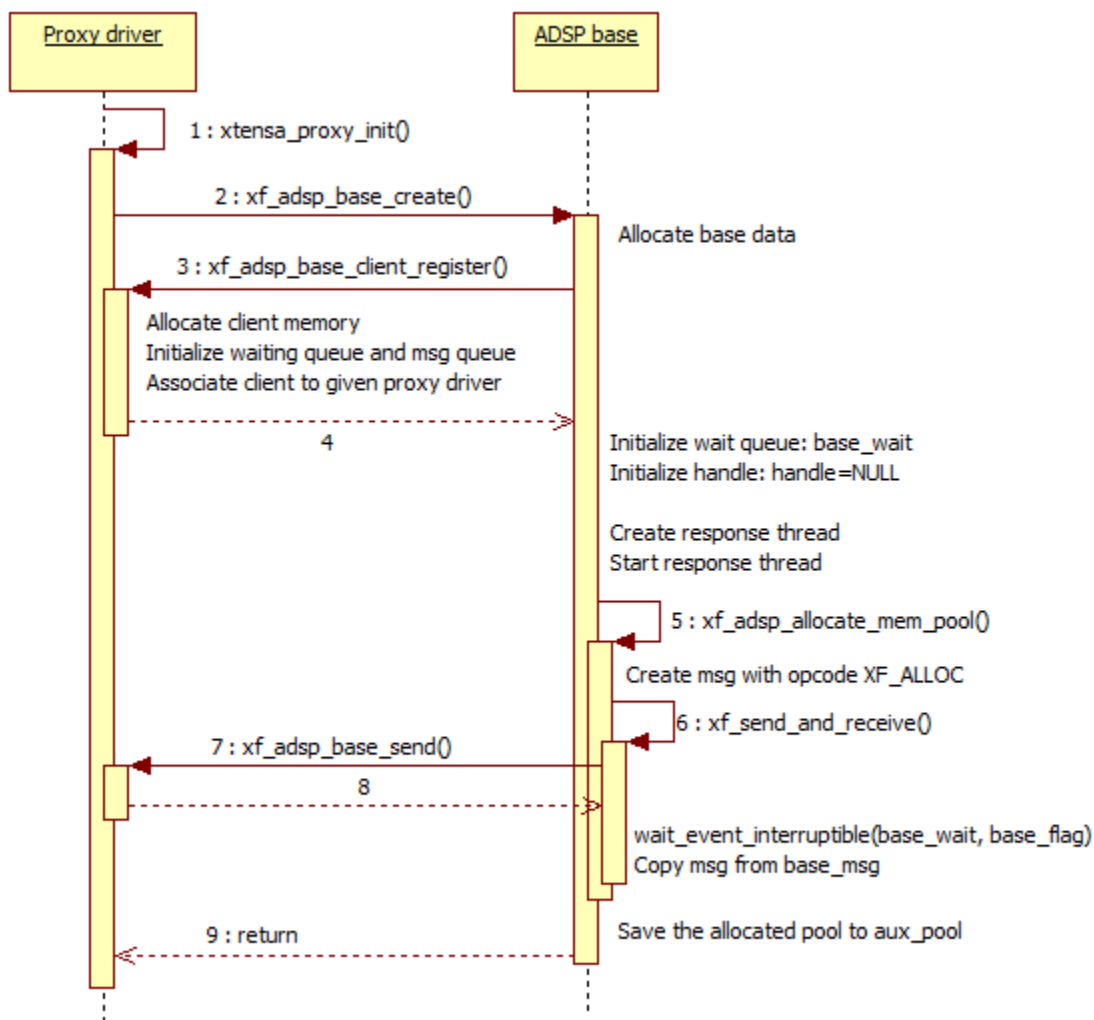 Proxy driver
ADSP base
1 : xtensa_proxy_init()
2 : xf_adsp_base_create()
Allocate base data
3 : xf_adsp_base_client_register()
Allocate client memory
Initialize waiting queue and msg queue
Associate client to given proxy driver
4
Initialize wait queue: base_wait
Initialize handle: handle=NULL
Create response thread
Start response thread
5 : xf_adsp_allocate_mem_pool()
Create msg with opcode XF_ALLOC
6 : xf_send_and_receive()
7 : xf_adsp_base_send()
8
wait_event_interruptible(base_wait, base_flag)
Copy msg from base_msg
Save the allocated pool to aux_pool
9 : return